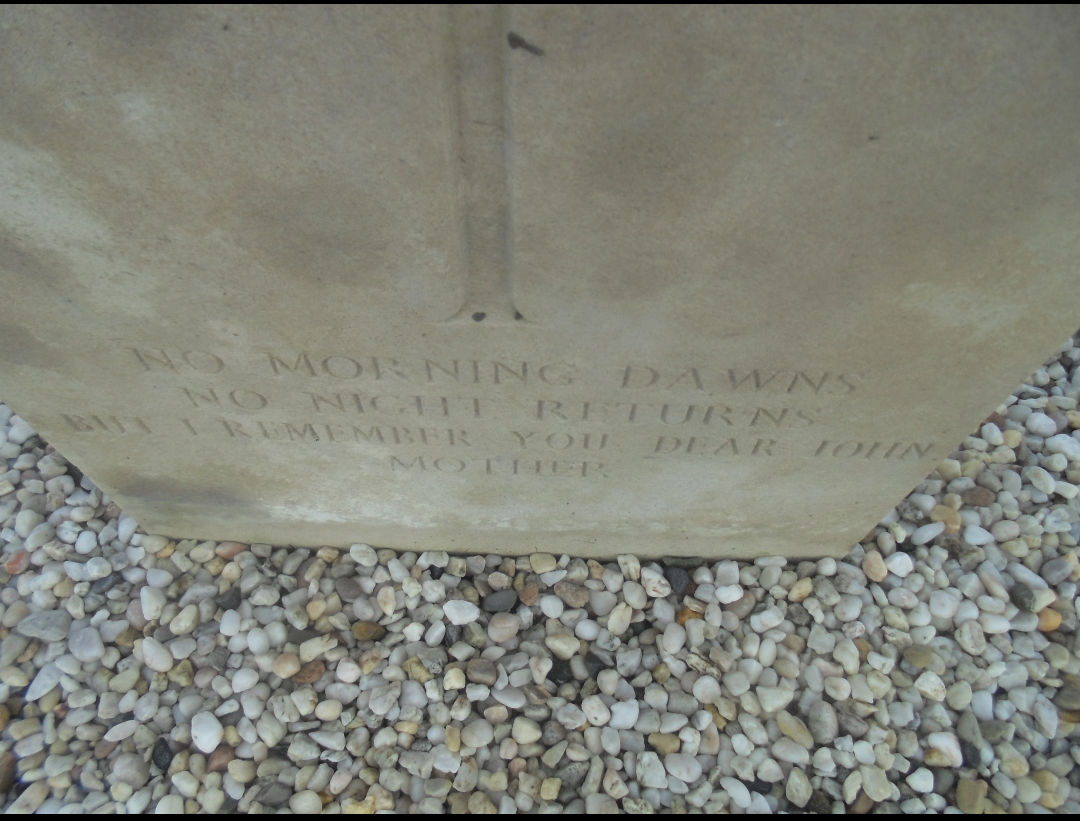 NO MORNING DAWNS
NO NIGHT RETURNS
BUT I REMEMBER YOU DEAR JOHN.
MOTHER